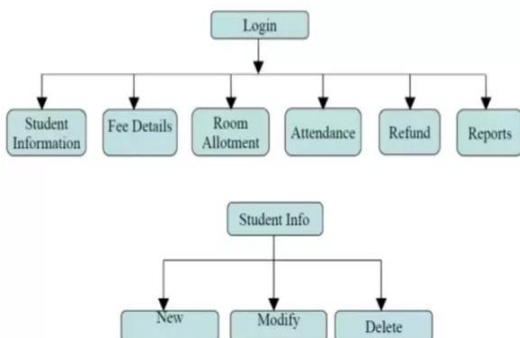 Login
Student
Information
Fee Details
Room
Allotment
Attendance
Refund
Reports
Student Info
New
Modify
Delete